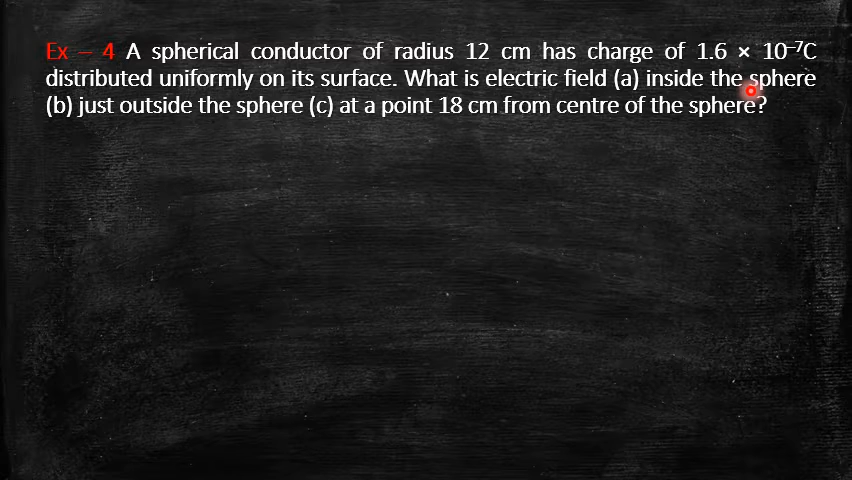 Ex – 4 A spherical conductor of radius 12 cm has charge of 1.6 × 10⁻⁷C
distributed uniformly on its surface. What is electric field (a) inside the sphere
(b) just outside the sphere (c) at a point 18 cm from centre of the sphere?